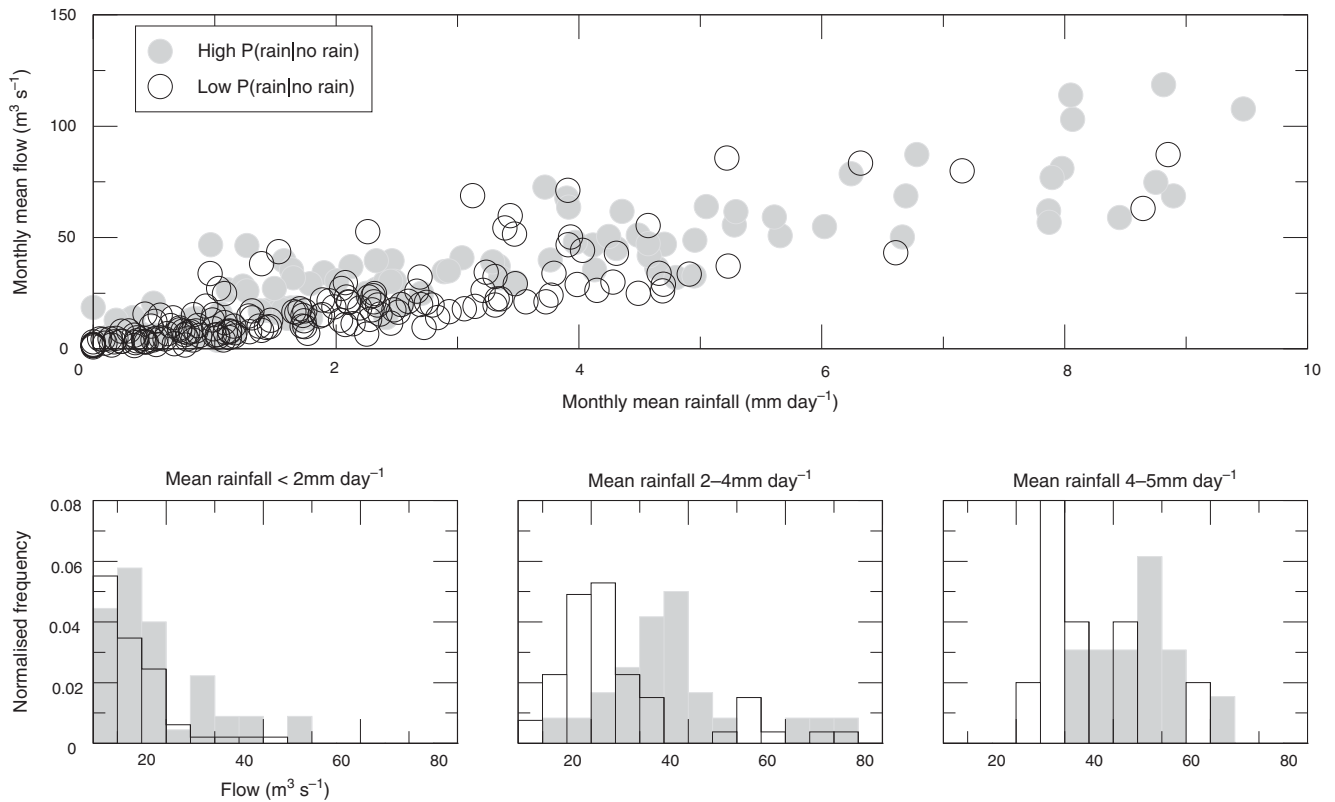 150
100
50
0
Monthly mean flow (m³ s⁻¹)
High P(rain|no rain)
Low P(rain|no rain)
0 2 4 6 8 10
Monthly mean rainfall (mm day⁻¹)
Mean rainfall < 2mm day⁻¹
Mean rainfall 2–4mm day⁻¹
Mean rainfall 4–5mm day⁻¹
0.08
0.06
0.04
0.02
0
Normalised frequency
20 40 60 80
20 40 60 80
20 40 60 80
Flow (m³ s⁻¹)